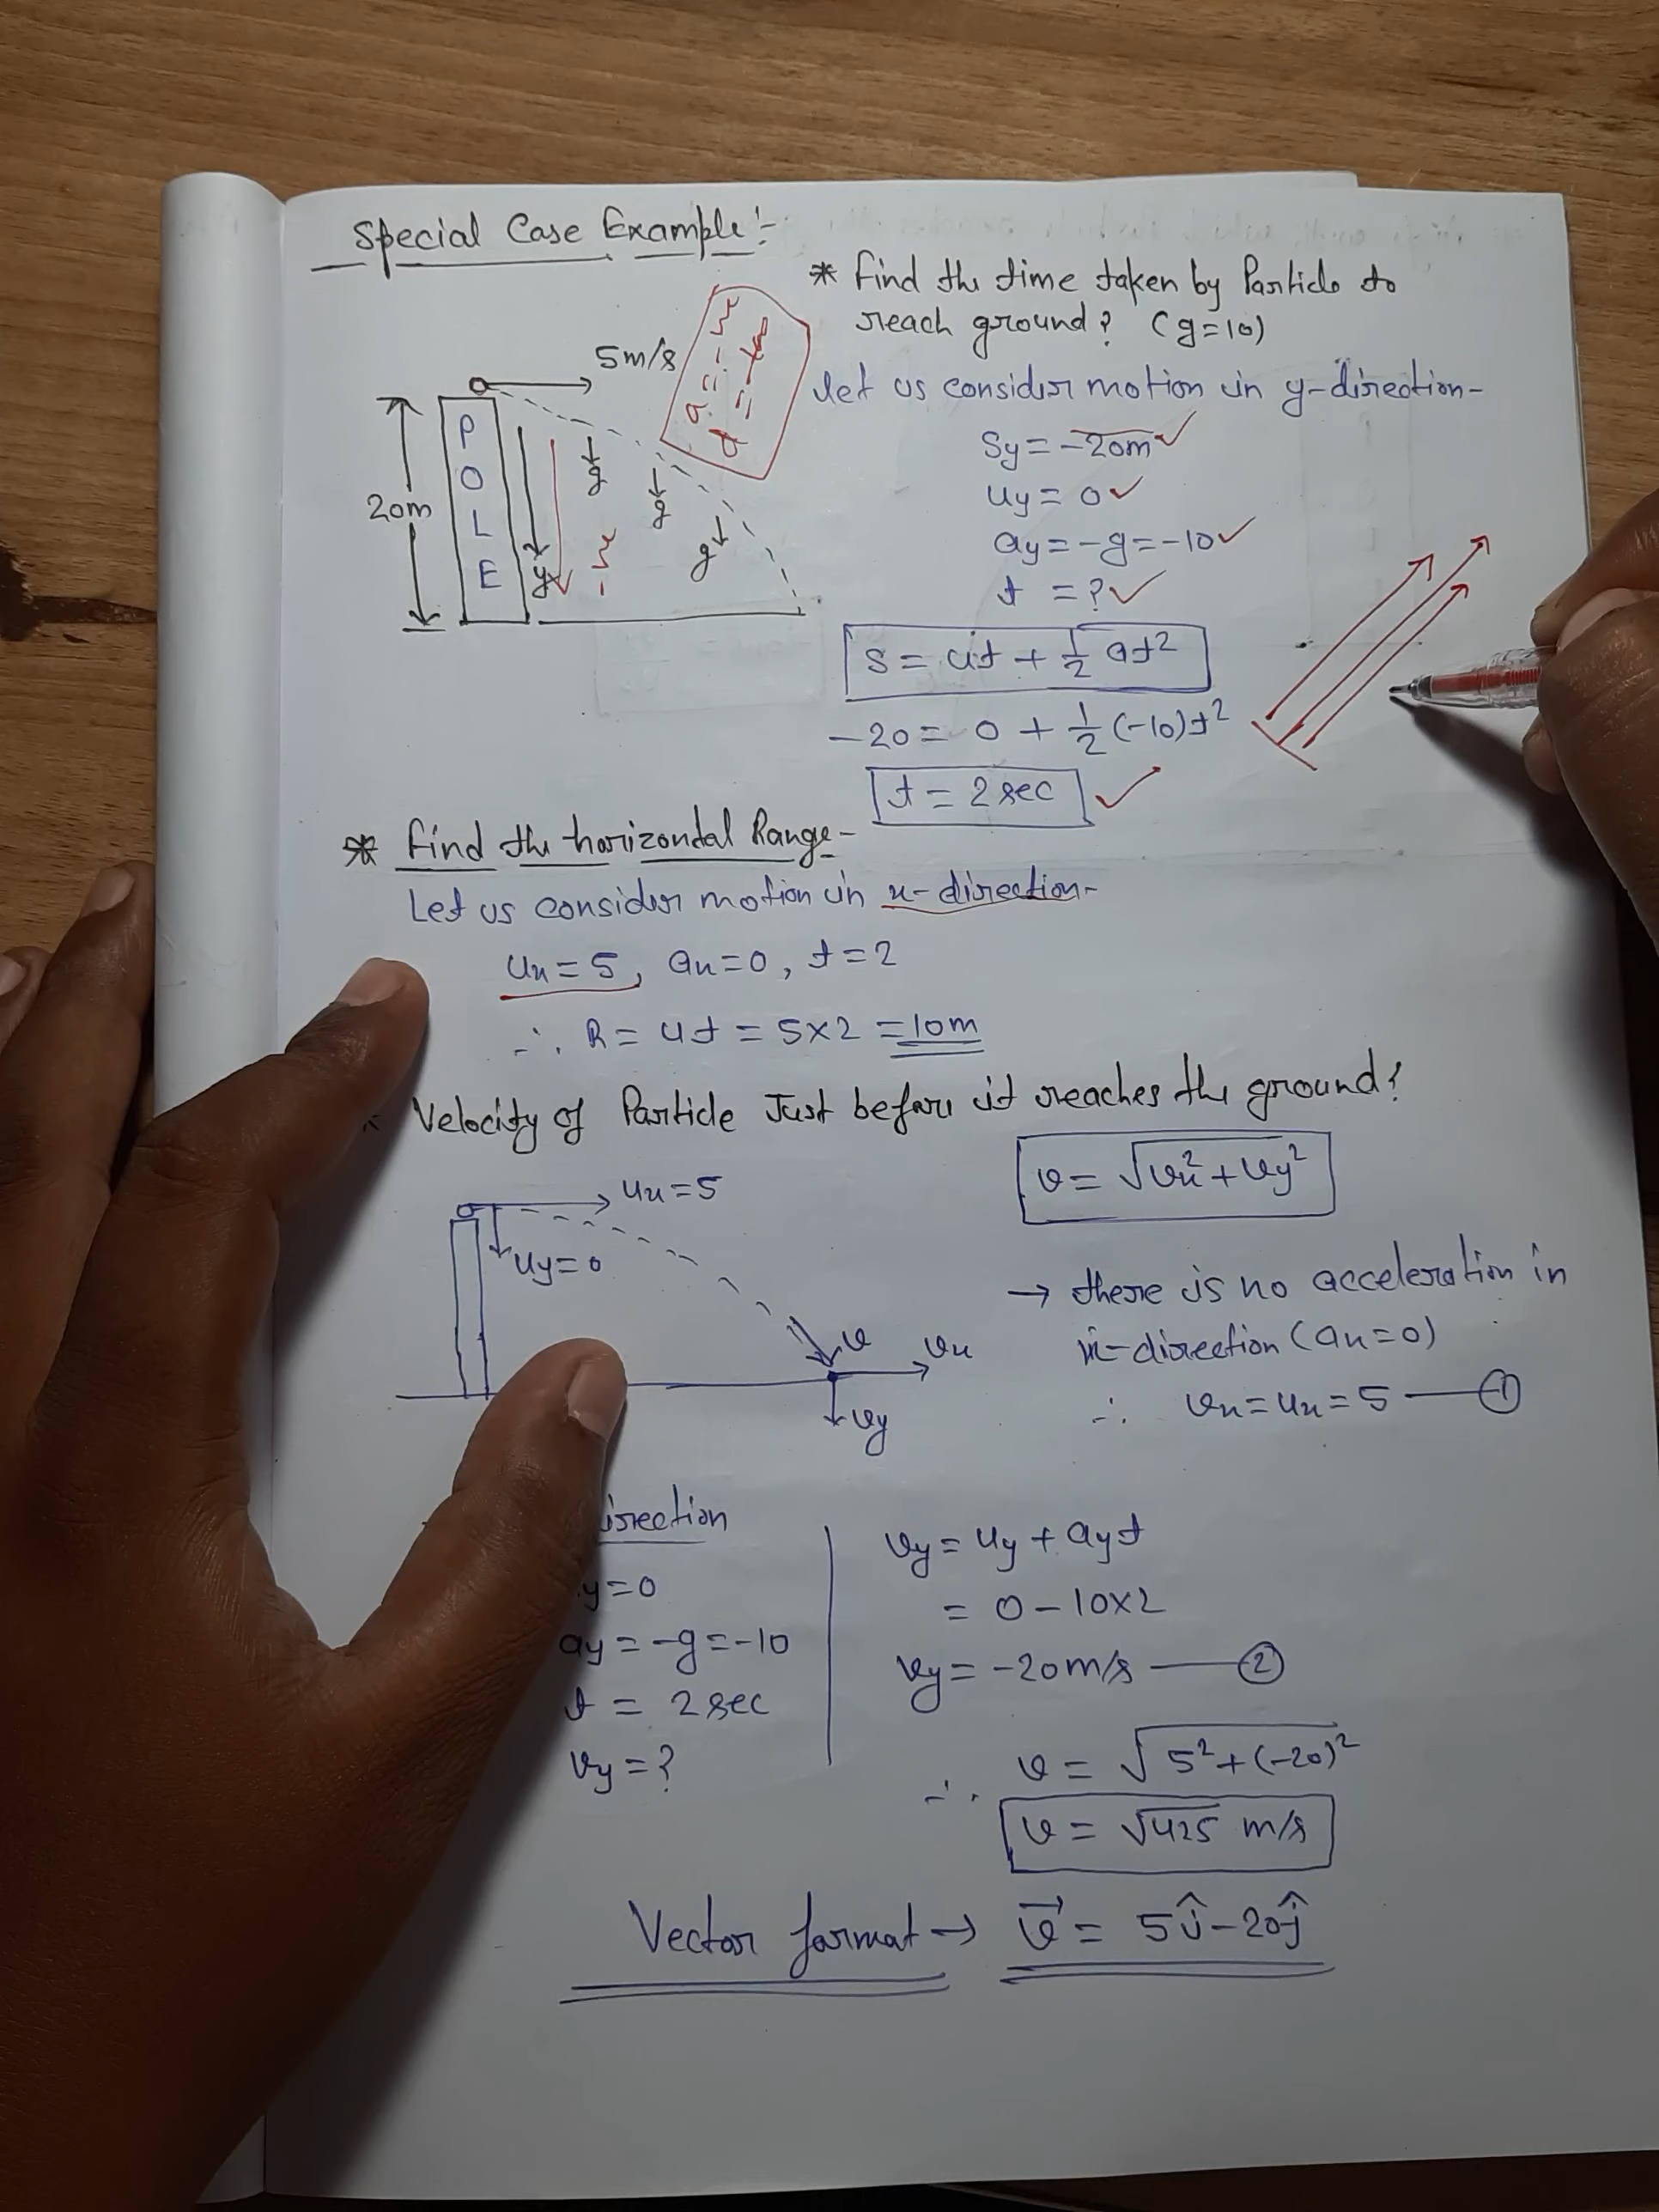 Special Case Example:-
* Find the time taken by Particle to
reach ground? (g=10)
5m/s
P
O
L
E
20m
y
g
g
g
let us consider motion in y-direction-
Sy = -20m ✓
uy = 0 ✓
ay = -g = -10 ✓
t = ? ✓
s = ut + 1/2 at²
-20 = 0 + 1/2 (-10)t²
t = 2 sec ✓
* Find the horizontal Range-
Let us consider motion in x-direction-
ux = 5, ax = 0, t = 2
∴ R = ut = 5×2 = 10m
Velocity of Particle Just before it reaches the ground?
v = √vx² + vy²
ux = 5
uy = 0
v
vx
vy
→ there is no acceleration in
x-direction (ax = 0)
∴ vx = ux = 5 —— ①
irection
y = 0
ay = -g = -10
t = 2 sec
vy = ?
vy = uy + ayt
= 0 - 10×2
vy = -20 m/s —— ②
∴ v = √5² + (-20)²
v = √425 m/s
Vector format → v⃗ = 5î - 20ĵ